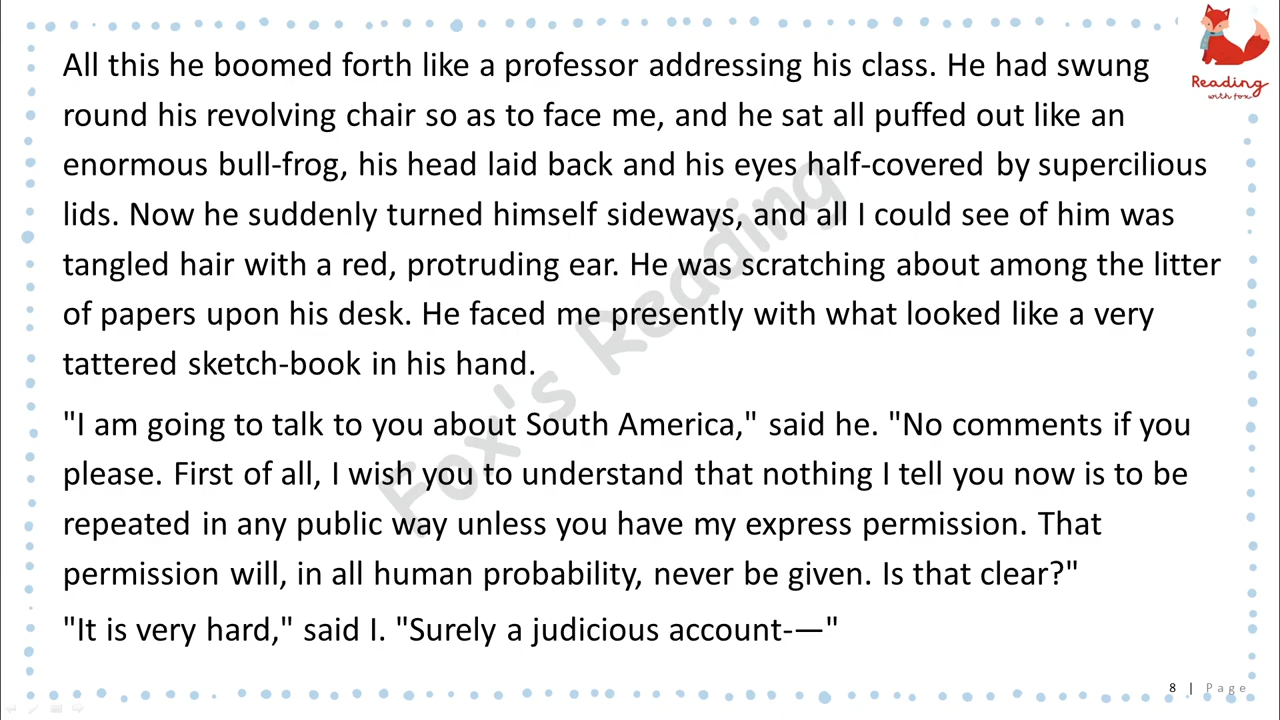 All this he boomed forth like a professor addressing his class. He had swung
round his revolving chair so as to face me, and he sat all puffed out like an
enormous bull-frog, his head laid back and his eyes half-covered by supercilious
lids. Now he suddenly turned himself sideways, and all I could see of him was
tangled hair with a red, protruding ear. He was scratching about among the litter
of papers upon his desk. He faced me presently with what looked like a very
tattered sketch-book in his hand.
"I am going to talk to you about South America," said he. "No comments if you
please. First of all, I wish you to understand that nothing I tell you now is to be
repeated in any public way unless you have my express permission. That
permission will, in all human probability, never be given. Is that clear?"
"It is very hard," said I. "Surely a judicious account-—"
Reading
with fox
Fox's Reading
8 | Page